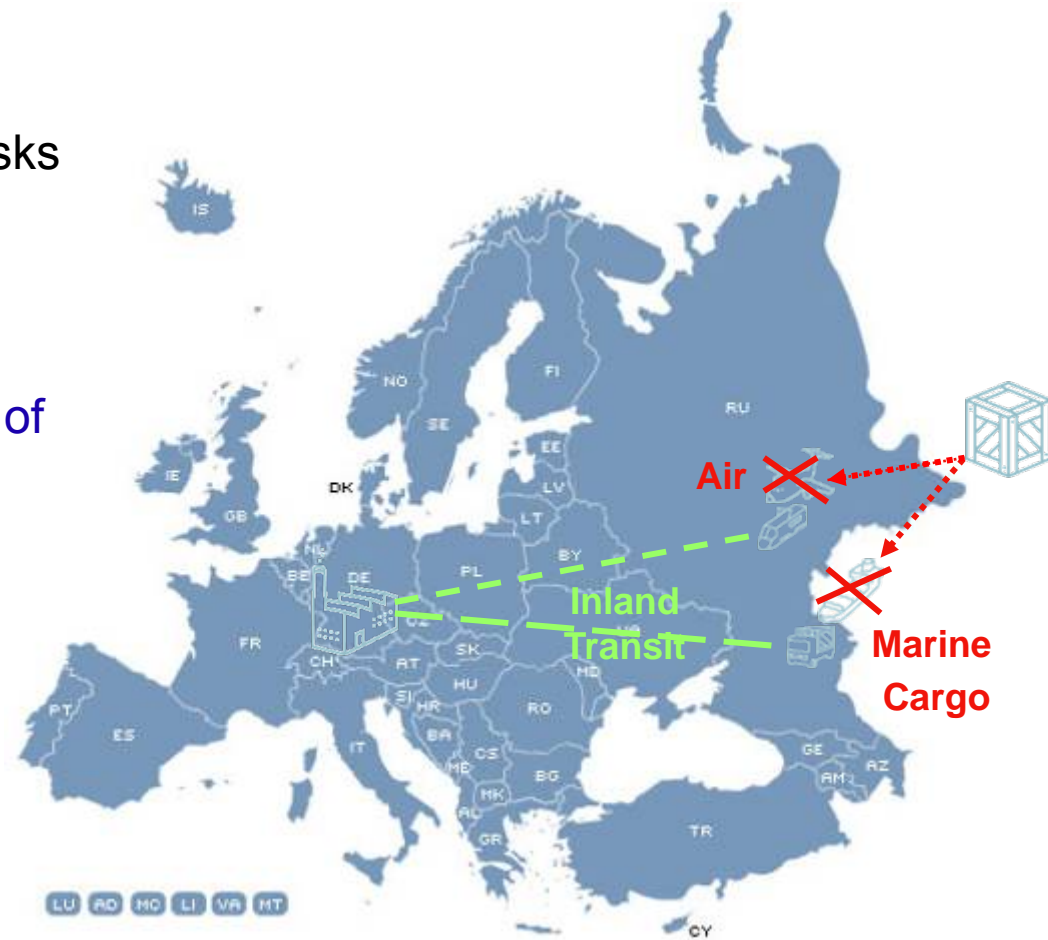 sks
IS
of
NO
FI
SE
RU
EE
Air
LV
IE
DK
LT
GB
NL
BY
BE
DE
PL
Inland
Transit
FR
SK
Marine
CH
AT
Cargo
HU
MD
SI
HR
RO
PT
ES
IT
BA
CS
GE
AZ
ME
BG
AM
MK
TR
GR
LU AD MC LI VA MT
CY